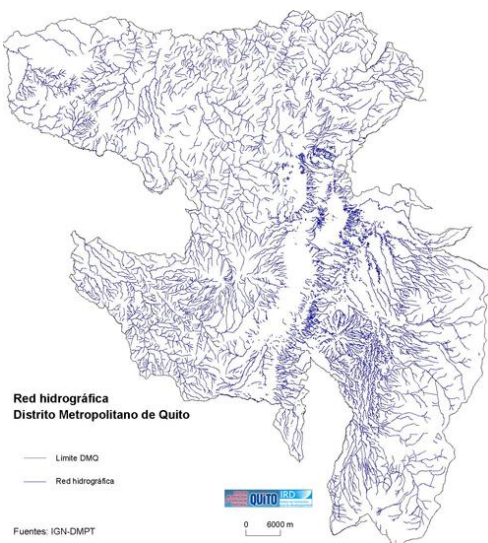 Red hidrográfica
Distrito Metropolitano de Quito
Límite DMQ
Red hidrográfica
QUITO
IRD
0 6000 m
Fuentes: IGN-DMPT